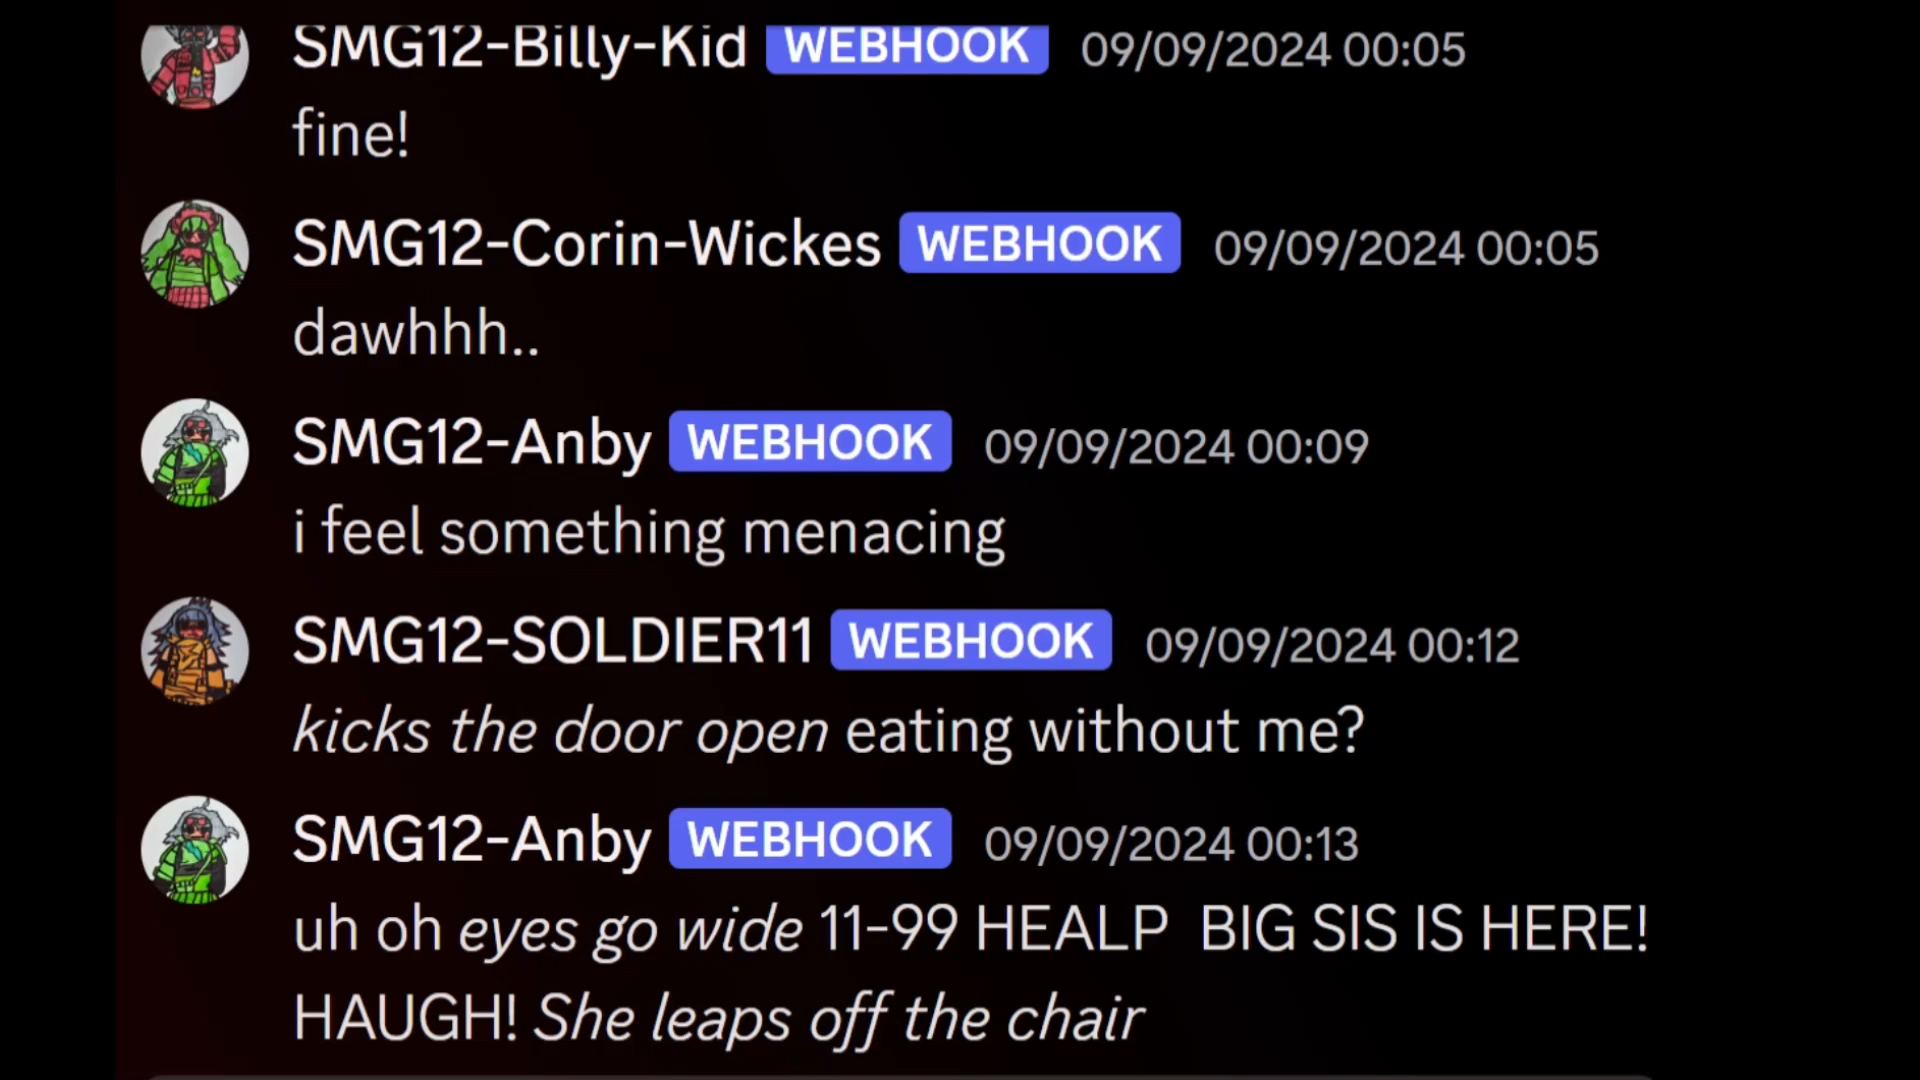 SMG12-Billy-Kid WEBHOOK 09/09/2024 00:05
fine!
SMG12-Corin-Wickes WEBHOOK 09/09/2024 00:05
dawhhh..
SMG12-Anby WEBHOOK 09/09/2024 00:09
i feel something menacing
SMG12-SOLDIER11 WEBHOOK 09/09/2024 00:12
kicks the door open eating without me?
SMG12-Anby WEBHOOK 09/09/2024 00:13
uh oh eyes go wide 11-99 HEALP  BIG SIS IS HERE!
HAUGH! She leaps off the chair